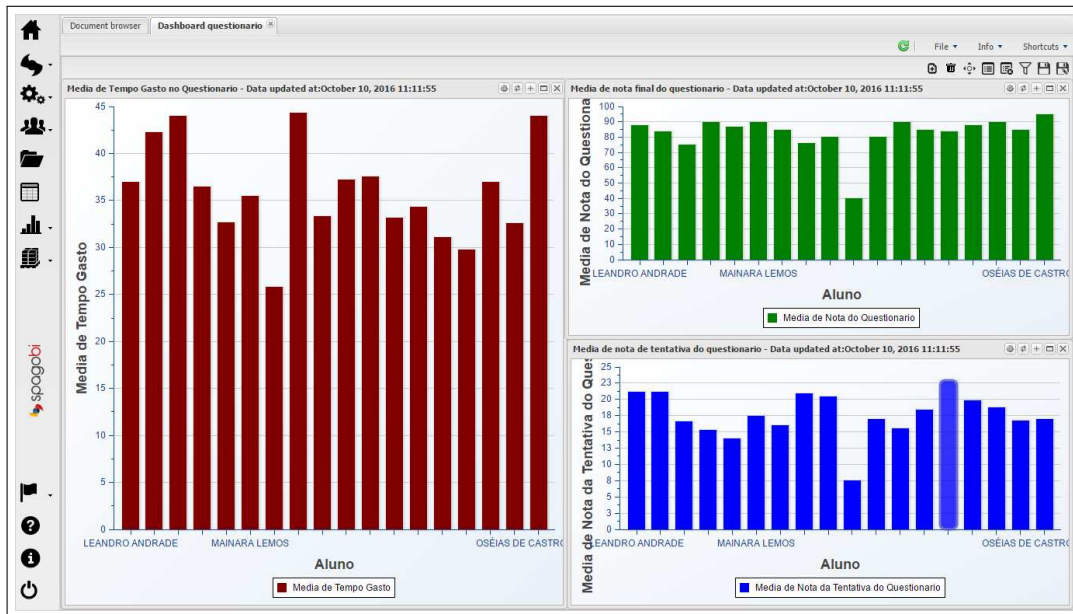 Document browser
Dashboard questionario
File
Info
Shortcuts
Media de Tempo Gasto no Questionario - Data updated at:October 10, 2016 11:11:55
45
40
35
30
25
20
15
10
5
0
Media de Tempo Gasto
LEANDRO ANDRADE
MAINARA LEMOS
OSÉIAS DE CASTRO
Aluno
Media de Tempo Gasto
Media de nota final do questionario - Data updated at:October 10, 2016 11:11:55
100
90
80
70
60
50
40
30
20
10
0
Media de Nota do Questiona
LEANDRO ANDRADE
MAINARA LEMOS
OSÉIAS DE CASTRO
Aluno
Media de Nota do Questionario
Media de nota de tentativa do questionario - Data updated at:October 10, 2016 11:11:55
25
23
20
18
15
13
10
8
5
3
0
Media de Nota da Tentativa do Ques
LEANDRO ANDRADE
MAINARA LEMOS
OSÉIAS DE CASTRO
Aluno
Media de Nota da Tentativa do Questionario
spagobi